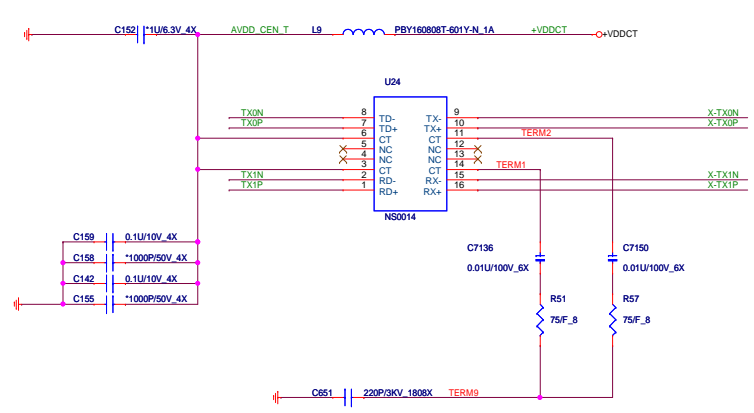 C152 *1U/6.3V_4X AVDD_CEN_T L9 PBY160808T-601Y-N_1A +VDDCT +VDDCT
U24
TX0N 8 TD- TX- 9 X-TX0N
TX0P 7 TD+ TX+ 10 X-TX0P
6 CT CT 11 TERM2
5 NC NC 12
4 NC NC 13
3 CT CT 14 TERM1
TX1N 2 RD- RX- 15 X-TX1N
TX1P 1 RD+ RX+ 16 X-TX1P
NS0014
C159 0.1U/10V_4X
C158 *1000P/50V_4X
C142 0.1U/10V_4X
C155 *1000P/50V_4X
C7136 C7150
0.01U/100V_6X 0.01U/100V_6X
R51 R57
75/F_8 75/F_8
C651 220P/3KV_1808X TERM9